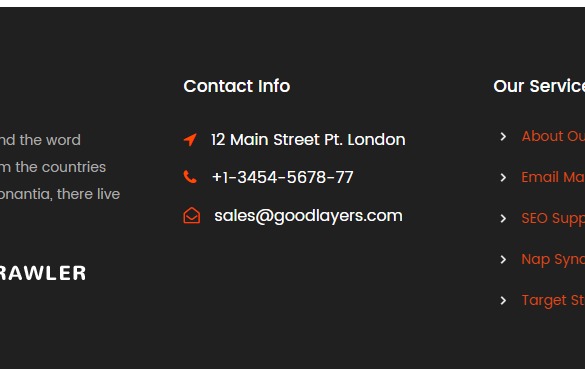 nd the word
m the countries
onantia, there live
RAWLER
Contact Info
12 Main Street Pt. London
+1-3454-5678-77
sales@goodlayers.com
Our Service
About Ou
Email Ma
SEO Supp
Nap Sync
Target St